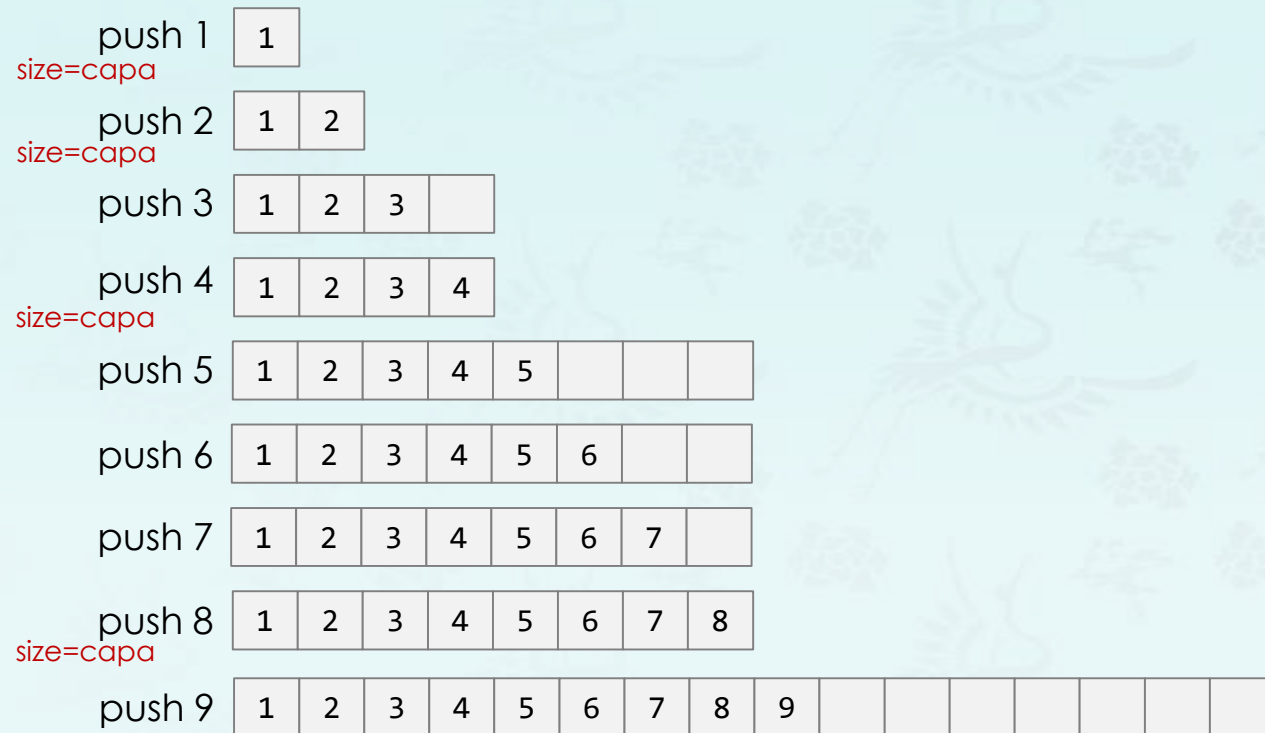 push 1 1
size=capa
push 2 1 2
size=capa
push 3 1 2 3
push 4 1 2 3 4
size=capa
push 5 1 2 3 4 5
push 6 1 2 3 4 5 6
push 7 1 2 3 4 5 6 7
push 8 1 2 3 4 5 6 7 8
size=capa
push 9 1 2 3 4 5 6 7 8 9